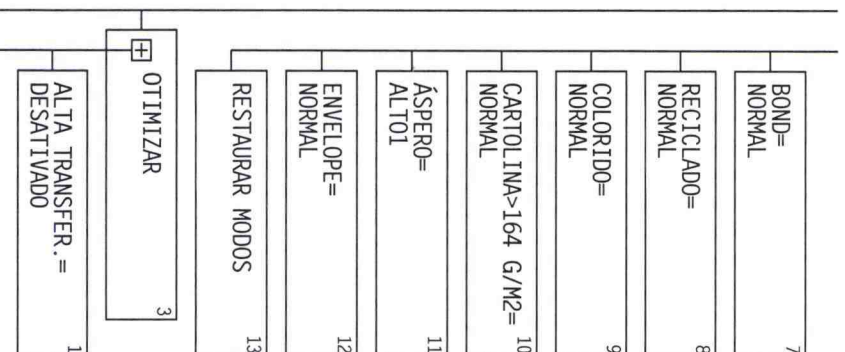 BOND=
NORMAL
7
RECICLADO=
NORMAL
8
COLORIDO=
NORMAL
9
CARTOLINA>164 G/M2=
NORMAL
10
ÁSPERO=
ALTO1
11
ENVELOPE=
NORMAL
12
RESTAURAR MODOS
13
+ OTIMIZAR
3
ALTA TRANSFER.=
DESATIVADO
1